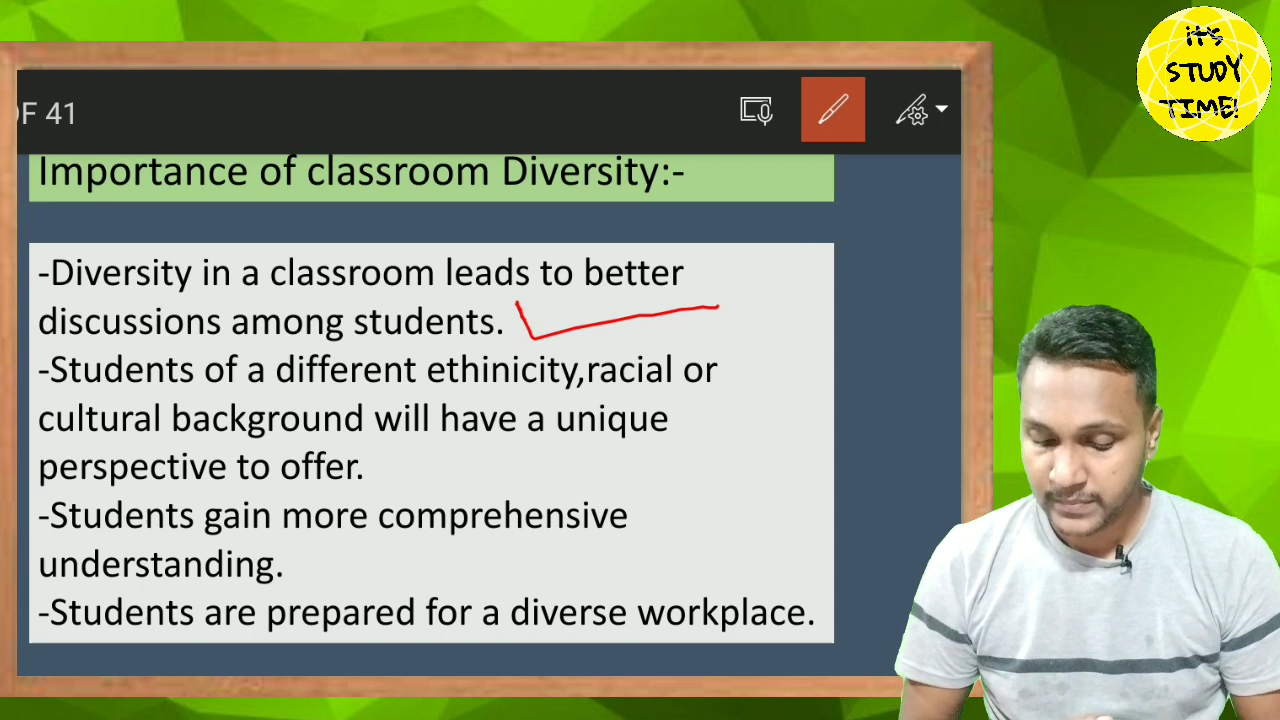 IT'S
STUDY
TIME!
OF 41
Importance of classroom Diversity:-
-Diversity in a classroom leads to better
discussions among students.
-Students of a different ethinicity,racial or
cultural background will have a unique
perspective to offer.
-Students gain more comprehensive
understanding.
-Students are prepared for a diverse workplace.